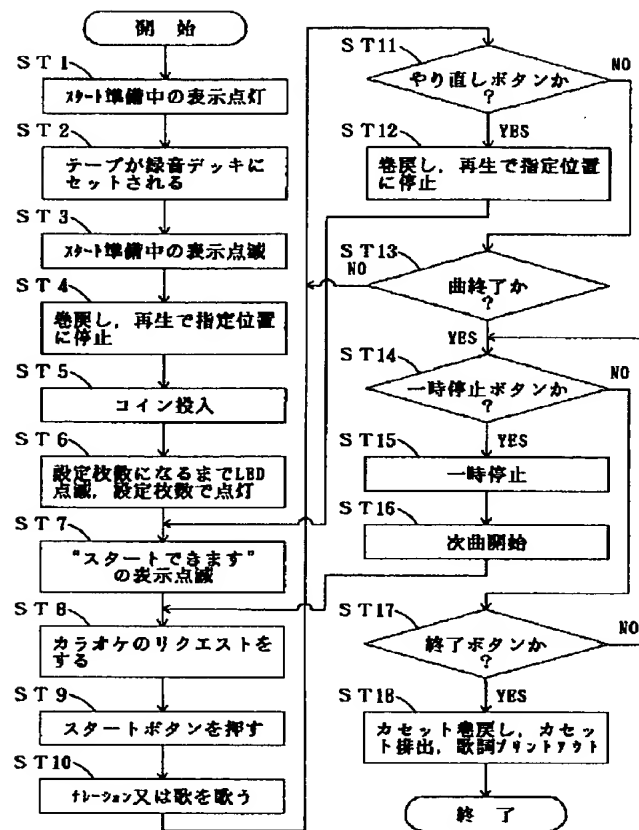 開始
ST1
スタート準備中の表示点灯
ST2
テープが録音デッキに
セットされる
ST3
スタート準備中の表示点滅
ST4
巻戻し，再生で指定位置
に停止
ST5
コイン投入
ST6
設定枚数になるまでLED
点滅，設定枚数で点灯
ST7
“スタートできます”
の表示点滅
ST8
カラオケのリクエストを
する
ST9
スタートボタンを押す
ST10
ナレーション又は歌を歌う
ST11
やり直しボタンか
?
NO
YES
ST12
巻戻し，再生で指定位置
に停止
ST13
NO
曲終了か
?
YES
ST14
一時停止ボタンか
?
NO
YES
ST15
一時停止
ST16
次曲開始
ST17
終了ボタンか
?
NO
YES
ST18
カセット巻戻し，カセッ
ト排出，歌詞プリントアウト
終了